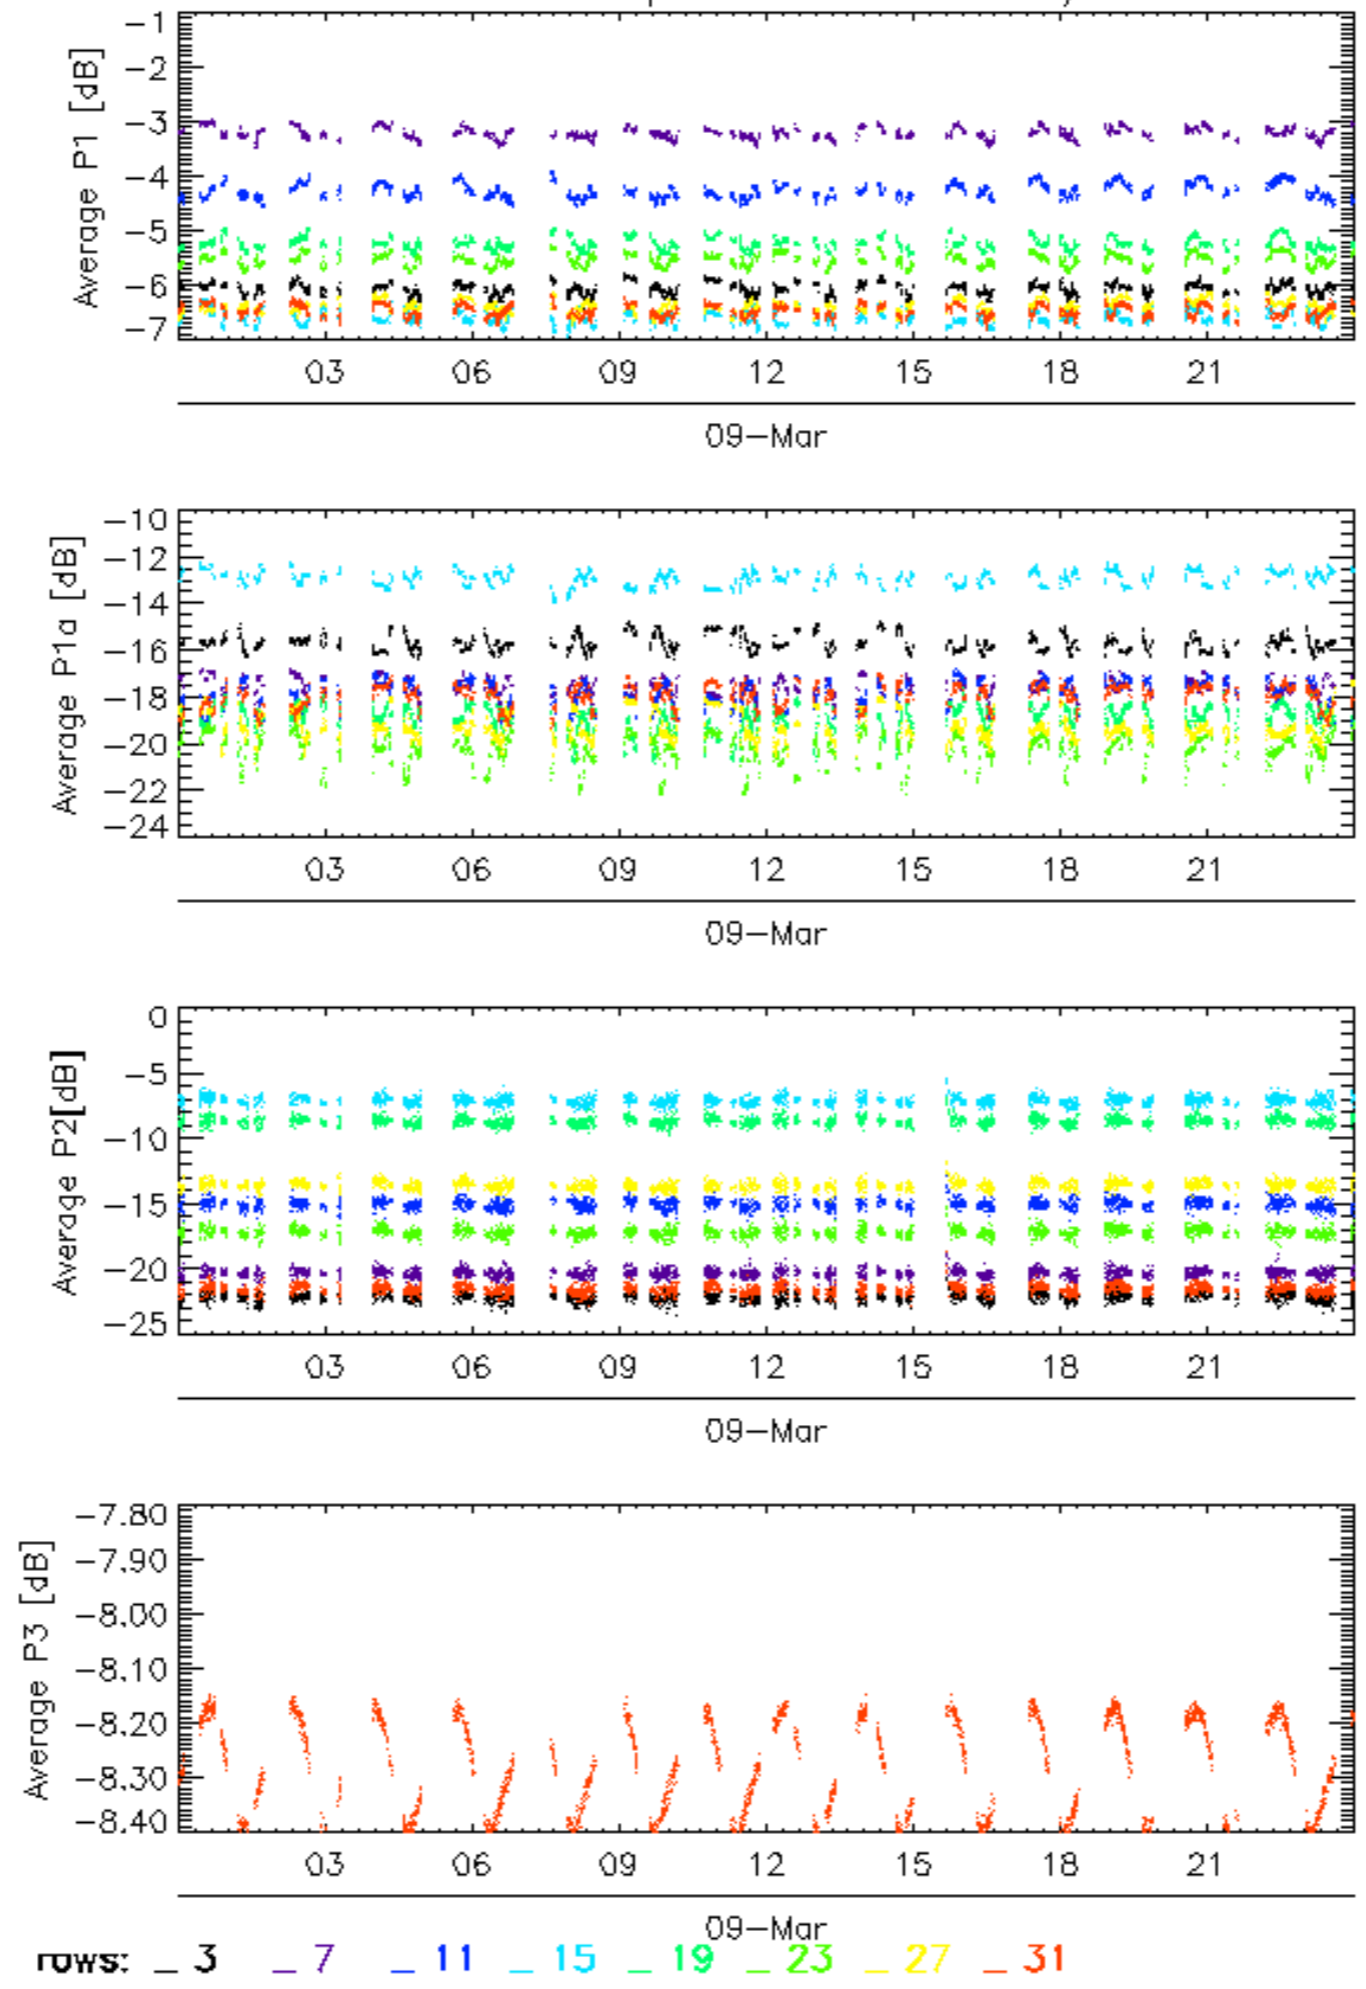 Average P1 [dB]
-1
-2
-3
-4
-5
-6
-7
03 06 09 12 15 18 21
09-Mar
Average P1a [dB]
-10
-12
-14
-16
-18
-20
-22
-24
03 06 09 12 15 18 21
09-Mar
Average P2[dB]
0
-5
-10
-15
-20
-25
03 06 09 12 15 18 21
09-Mar
Average P3 [dB]
-7.80
-7.90
-8.00
-8.10
-8.20
-8.30
-8.40
03 06 09 12 15 18 21
09-Mar
rows: _ 3 _ 7 _ 11 _ 15 _ 19 _ 23 _ 27 _ 31